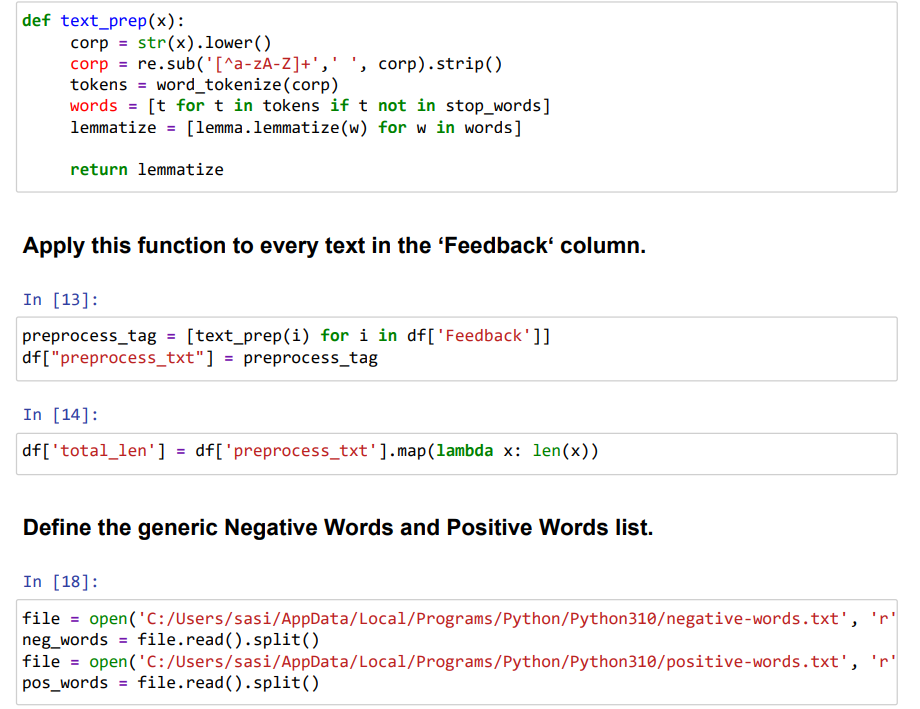 def text_prep(x):
     corp = str(x).lower()
     corp = re.sub('[^a-zA-Z]+',' ', corp).strip()
     tokens = word_tokenize(corp)
     words = [t for t in tokens if t not in stop_words]
     lemmatize = [lemma.lemmatize(w) for w in words]
     return lemmatize
Apply this function to every text in the ‘Feedback‘ column.
In [13]:
preprocess_tag = [text_prep(i) for i in df['Feedback']]
df["preprocess_txt"] = preprocess_tag
In [14]:
df['total_len'] = df['preprocess_txt'].map(lambda x: len(x))
Define the generic Negative Words and Positive Words list.
In [18]:
file = open('C:/Users/sasi/AppData/Local/Programs/Python/Python310/negative-words.txt', 'r'
neg_words = file.read().split()
file = open('C:/Users/sasi/AppData/Local/Programs/Python/Python310/positive-words.txt', 'r'
pos_words = file.read().split()